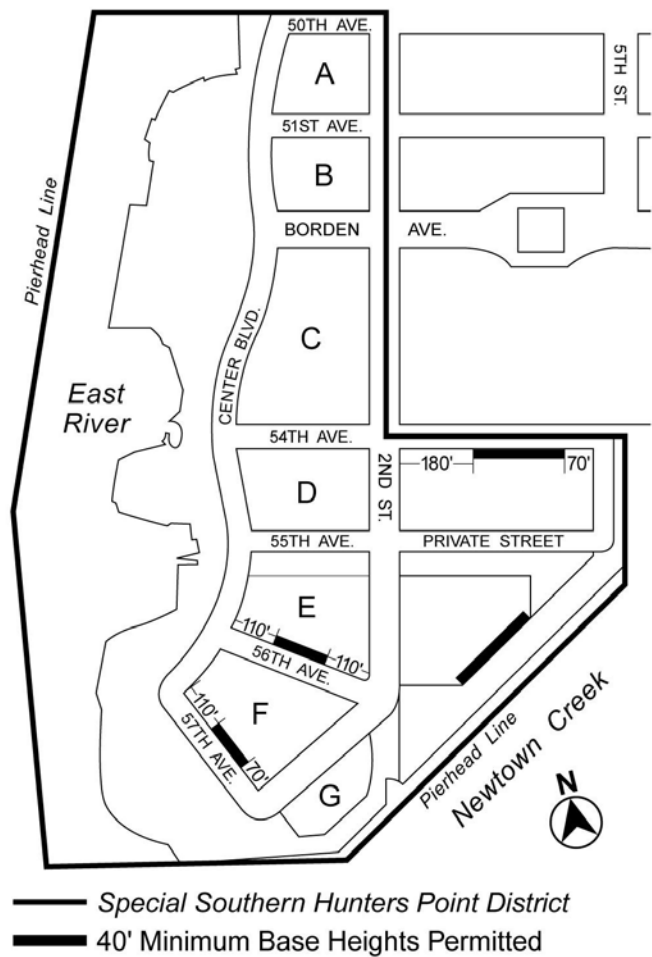 50TH AVE.
A
5TH ST.
51ST AVE.
B
Pierhead Line
BORDEN AVE.
CENTER BLVD.
C
East
River
54TH AVE.
2ND ST.
180' 70'
D
55TH AVE.
PRIVATE STREET
E
110' 110'
56TH AVE.
F
110' 70'
57TH AVE.
G
Pierhead Line
Newtown Creek
N
Special Southern Hunters Point District
40' Minimum Base Heights Permitted